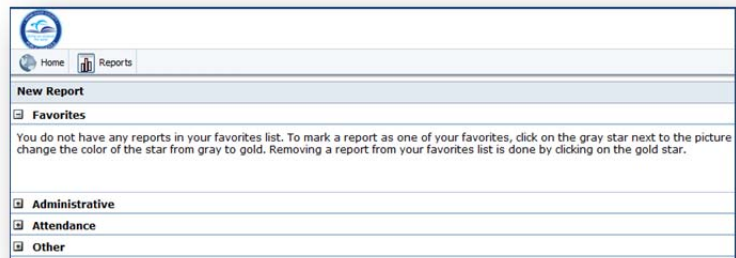 Home Reports
New Report
Favorites
You do not have any reports in your favorites list. To mark a report as one of your favorites, click on the gray star next to the picture
change the color of the star from gray to gold. Removing a report from your favorites list is done by clicking on the gold star.
Administrative
Attendance
Other